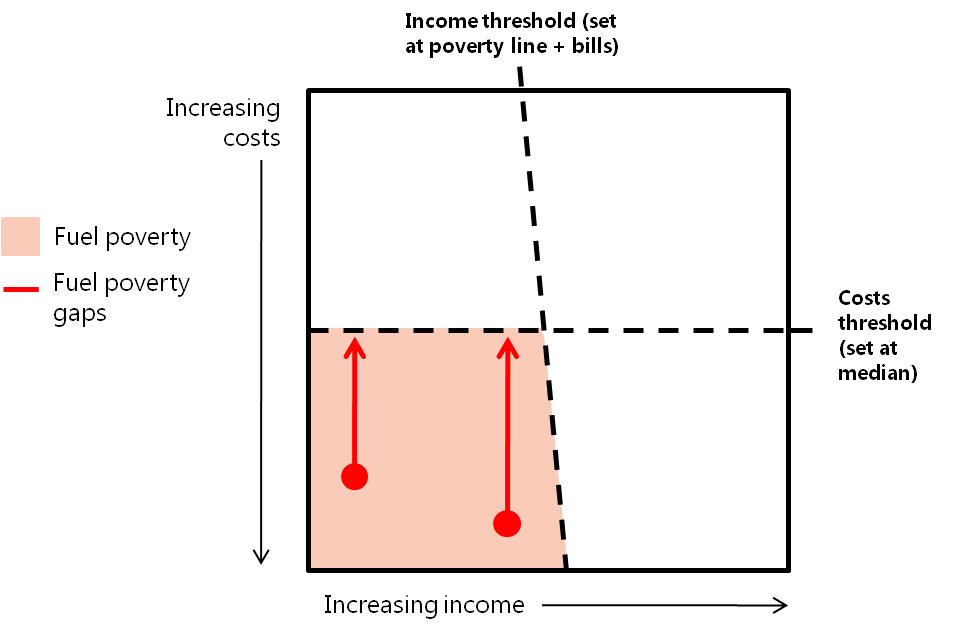 Income threshold (set
at poverty line + bills)
Increasing
costs
Fuel poverty
Fuel poverty
gaps
Costs
threshold
(set at
median)
Increasing income